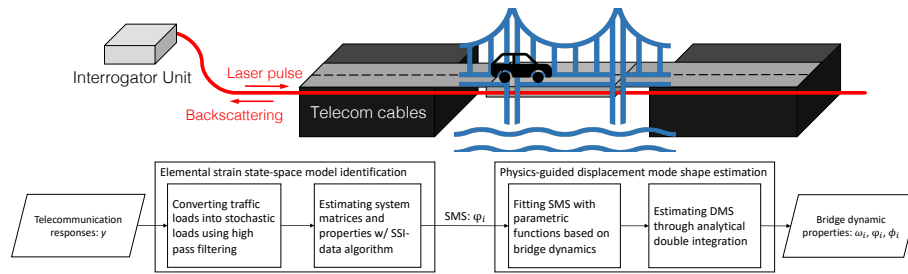 Interrogator Unit
Laser pulse
Backscattering
Telecom cables
Elemental strain state-space model identification
Physics-guided displacement mode shape estimation
Telecommunication
responses: y
Converting traffic
loads into stochastic
loads using high
pass filtering
Estimating system
matrices and
properties w/ SSI-
data algorithm
SMS: φᵢ
Fitting SMS with
parametric
functions based on
bridge dynamics
Estimating DMS
through analytical
double integration
Bridge dynamic
properties: ωᵢ, φᵢ, ϕᵢ